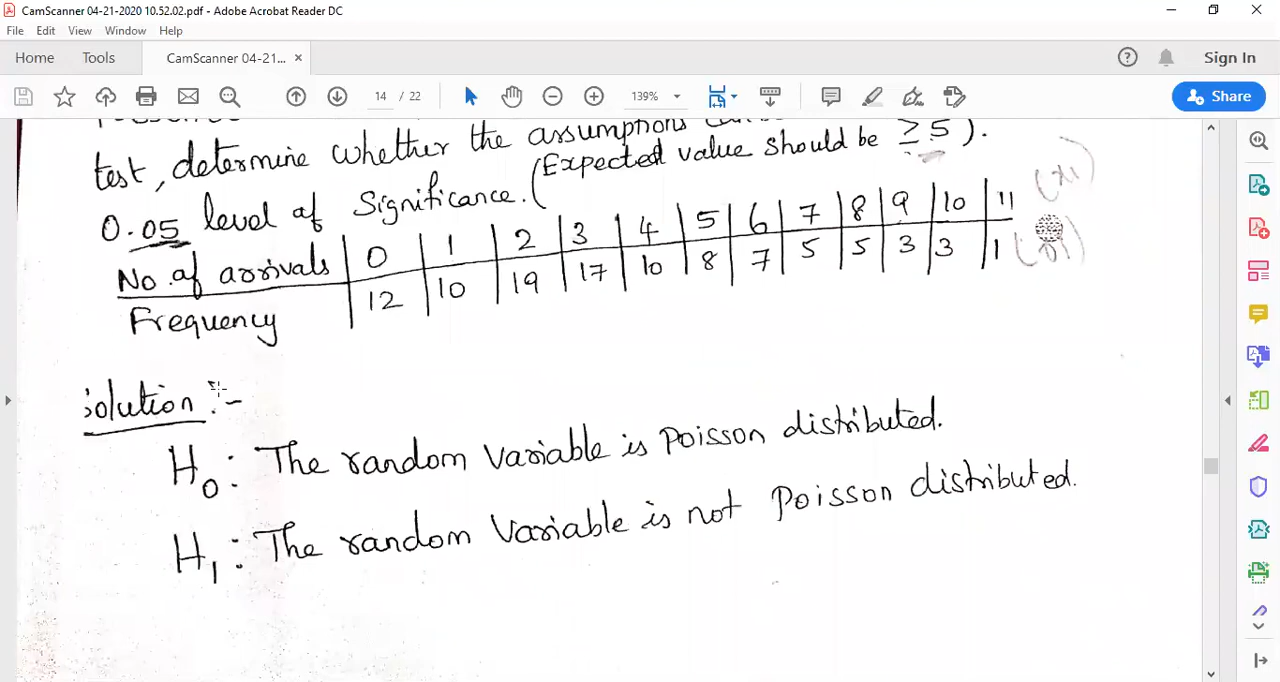 CamScanner 04-21-2020 10.52.02.pdf - Adobe Acrobat Reader DC
File Edit View Window Help
Home Tools CamScanner 04-21... × Sign In
14 / 22 139% Share
test, determine whether the assumptions
0.05 level of Significance. (Expected value should be ≥5).
No. of arrivals 0 1 2 3 4 5 6 7 8 9 10 11 (xi)
Frequency 12 10 19 17 10 8 7 5 5 3 3 1 (oi)
Solution :-
H0 : The random variable is Poisson distributed.
H1 : The random Variable is not Poisson distributed.